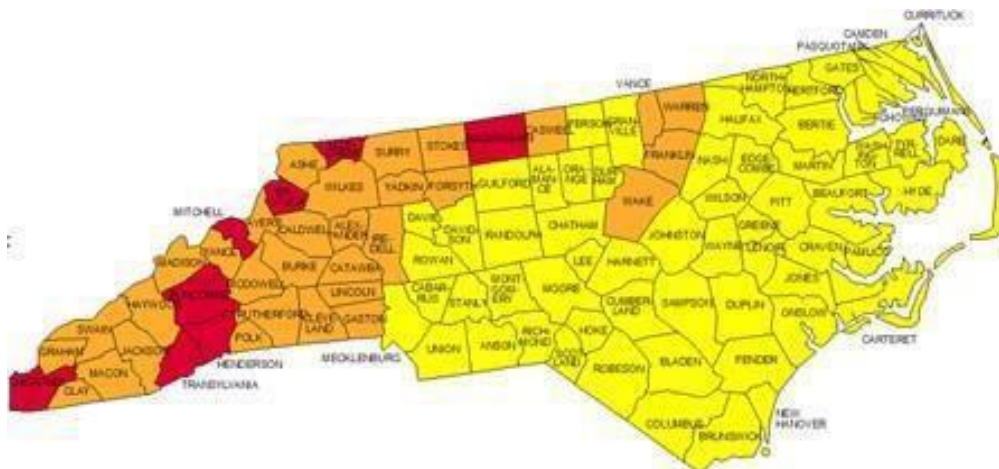 CURRITUCK
CAMDEN
PASQUOTANK
GATES
NORTH-
HAMPTON
HERTFORD
VANCE
WARREN
HALIFAX
BERTIE
DARE
CASWELL
PERSON
GRAN-
VILLE
SURRY
STOKES
ASHE
FRANKLIN
NASH
EDGE
COMBE
MARTIN
WASH
ING
TON
TYR
RELL
WILKES
YADKIN
FORSYTH
GUILFORD
ALA-
MANCE
ORA-
NGE
DUR
HAM
WAKE
WILSON
PITT
BEAUFORT
HYDE
MITCHELL
AVERY
CALDWELL
ALEX-
ANDER
IRE-
DELL
DAVIE
DAVID-
SON
RANDOLPH
CHATHAM
JOHNSTON
GREENE
WAYNE
LENOIR
CRAVEN
PAMLICO
MADISON
YANCEY
BURKE
CATAWBA
ROWAN
LEE
HARNETT
JONES
HAYWOOD
MCDOWELL
LINCOLN
CABAR-
RUS
STANLY
MONT
GOM-
ERY
MOORE
CUMBER-
LAND
SAMPSON
DUPLIN
ONSLOW
SWAIN
RUTHERFORD
CLEVE-
LAND
GASTON
GRAHAM
JACKSON
POLK
HOKE
CARTERET
MACON
HENDERSON
MECKLENBURG
UNION
ANSON
RICH-
MOND
SCOT
LAND
BLADEN
PENDER
CLAY
TRANSYLVANIA
ROBESON
COLUMBUS
BRUNSWICK
NEW
HANOVER